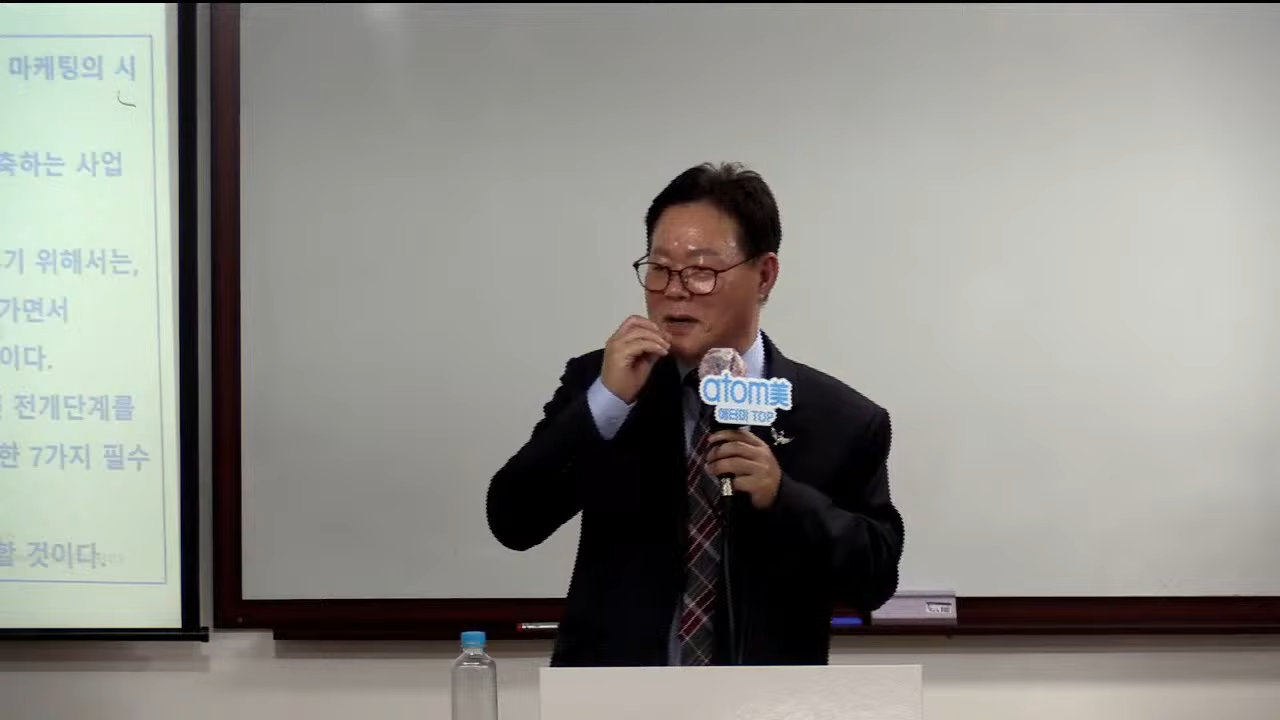 마케팅의 시
축하는 사업
기 위해서는,
가면서
이다.
전개단계를
한 7가지 필수
할 것이다.
atom美
애터미 TOP